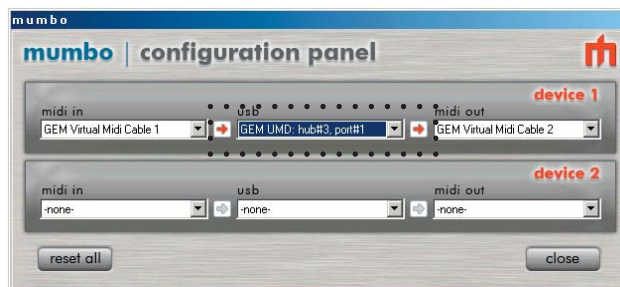 mumbo
mumbo | configuration panel
device 1
midi in usb midi out
GEM Virtual Midi Cable 1 GEM UMD: hub#3, port#1 GEM Virtual Midi Cable 2
device 2
midi in usb midi out
-none- -none- -none-
reset all close